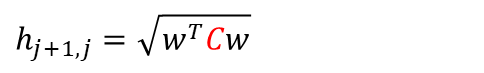 h_{j+1,j} = \sqrt{w^T C w}